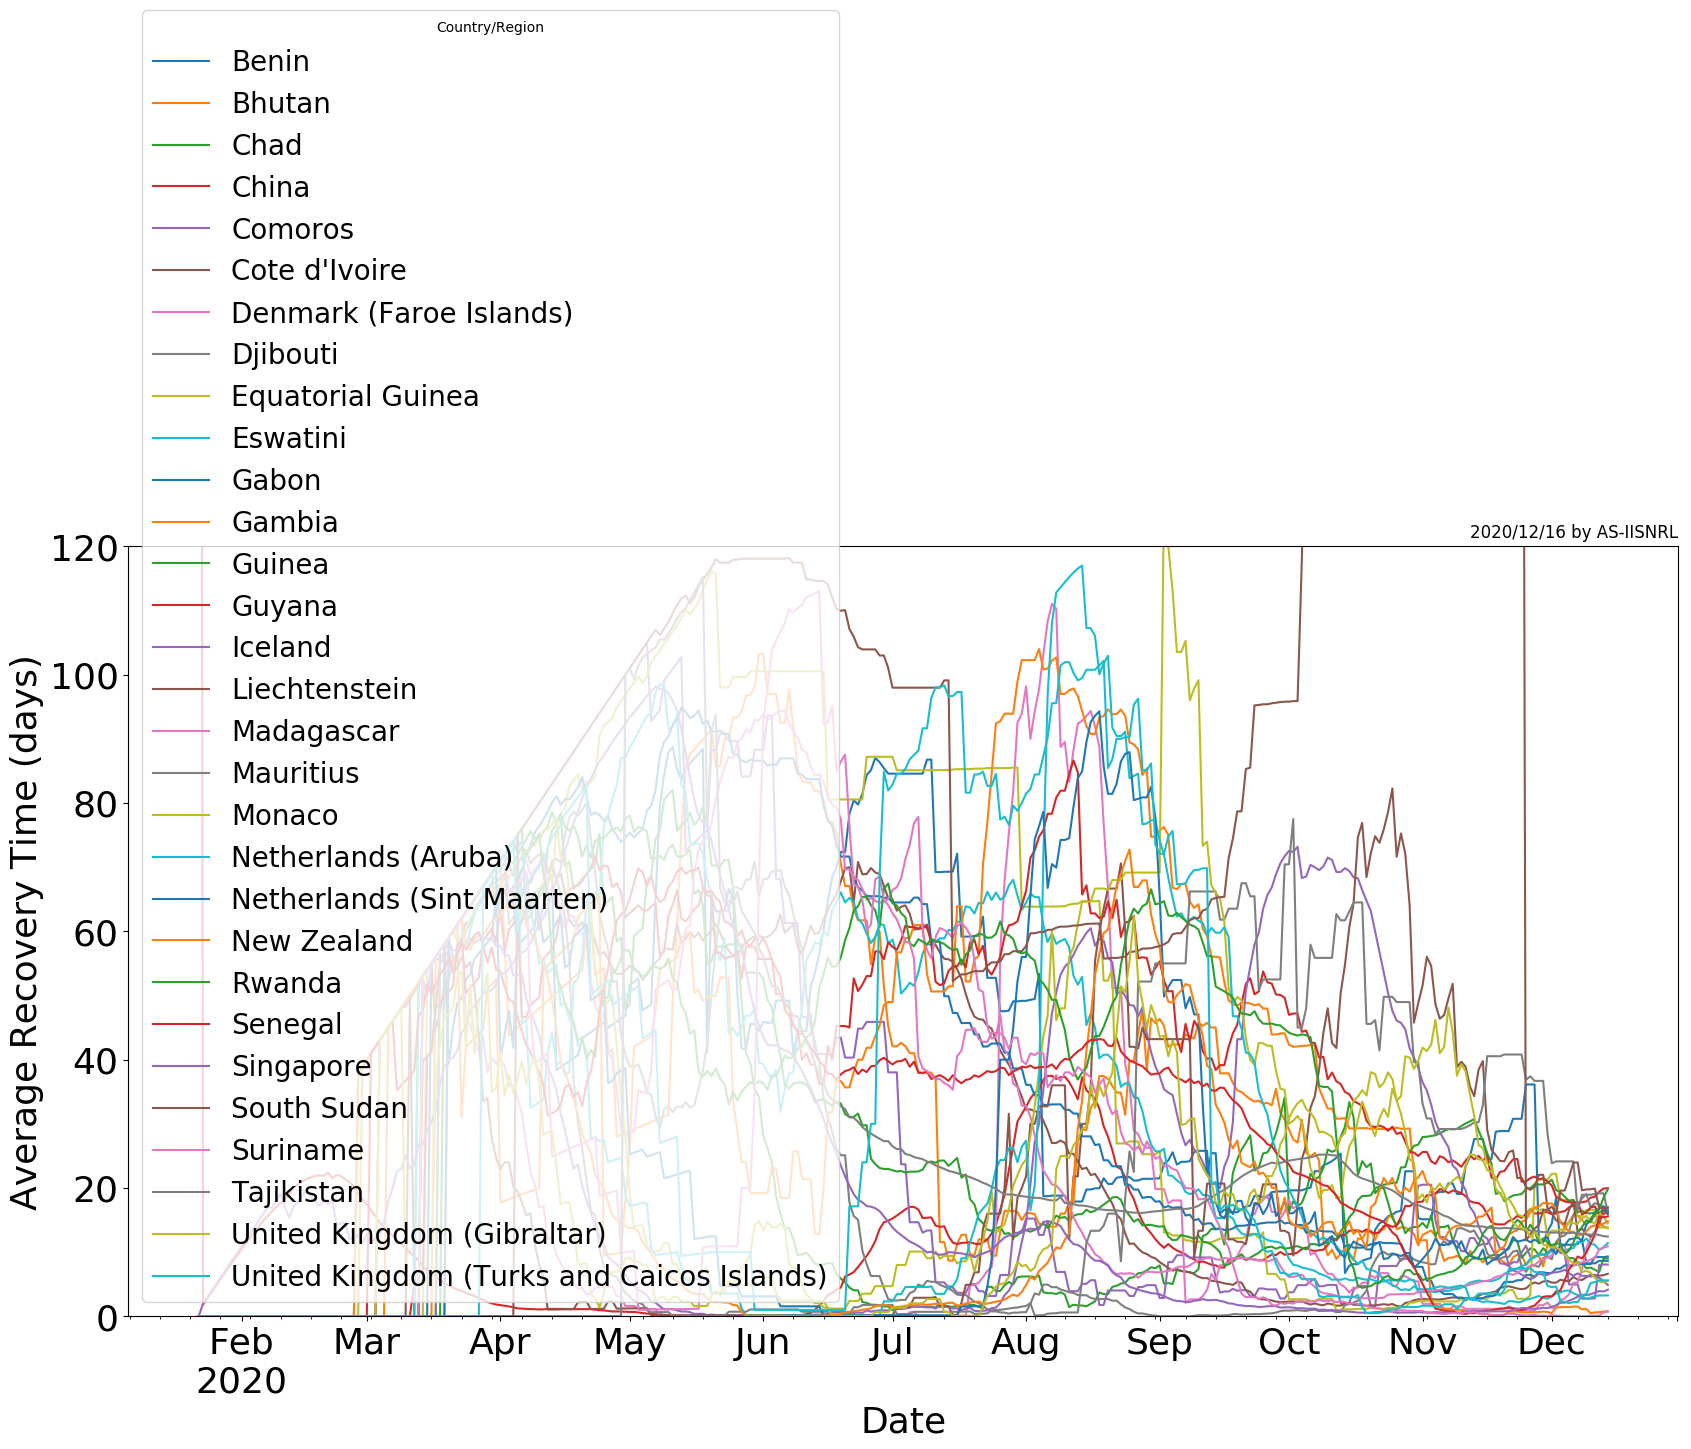 Country/Region
Benin
Bhutan
Chad
China
Comoros
Cote d'Ivoire
Denmark (Faroe Islands)
Djibouti
Equatorial Guinea
Eswatini
Gabon
Gambia
Guinea
Guyana
Iceland
Liechtenstein
Madagascar
Mauritius
Monaco
Netherlands (Aruba)
Netherlands (Sint Maarten)
New Zealand
Rwanda
Senegal
Singapore
South Sudan
Suriname
Tajikistan
United Kingdom (Gibraltar)
United Kingdom (Turks and Caicos Islands)
2020/12/16 by AS-IISNRL
Average Recovery Time (days)
120
100
80
60
40
20
0
Feb Mar Apr May Jun Jul Aug Sep Oct Nov Dec
2020
Date